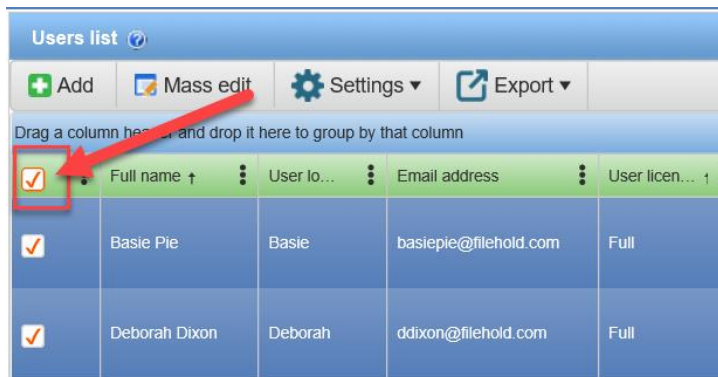 Users list
Add Mass edit Settings Export
Drag a column header and drop it here to group by that column
Full name User lo... Email address User licen...
Basie Pie Basie basiepie@filehold.com Full
Deborah Dixon Deborah ddixon@filehold.com Full